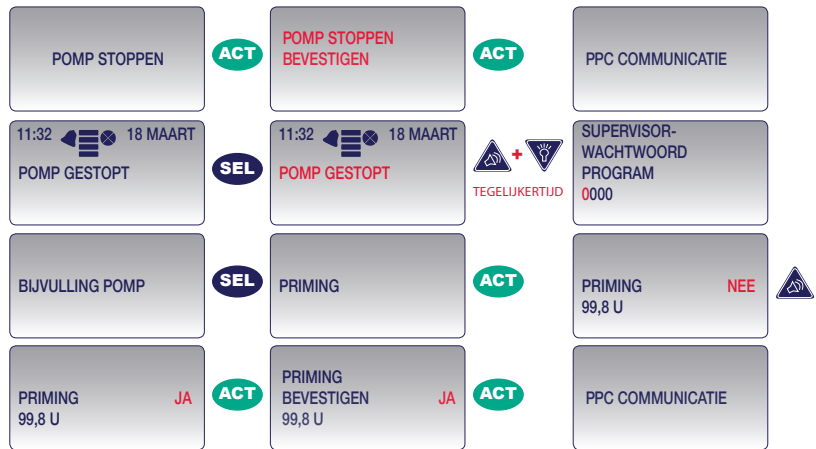 POMP STOPPEN
ACT
POMP STOPPEN
BEVESTIGEN
ACT
PPC COMMUNICATIE
11:32 18 MAART
POMP GESTOPT
SEL
11:32 18 MAART
POMP GESTOPT
+
TEGELIJKERTIJD
SUPERVISOR-
WACHTWOORD
PROGRAM
0000
BIJVULLING POMP
SEL
PRIMING
ACT
PRIMING NEE
99,8 U
PRIMING JA
99,8 U
ACT
PRIMING
BEVESTIGEN JA
99,8 U
ACT
PPC COMMUNICATIE